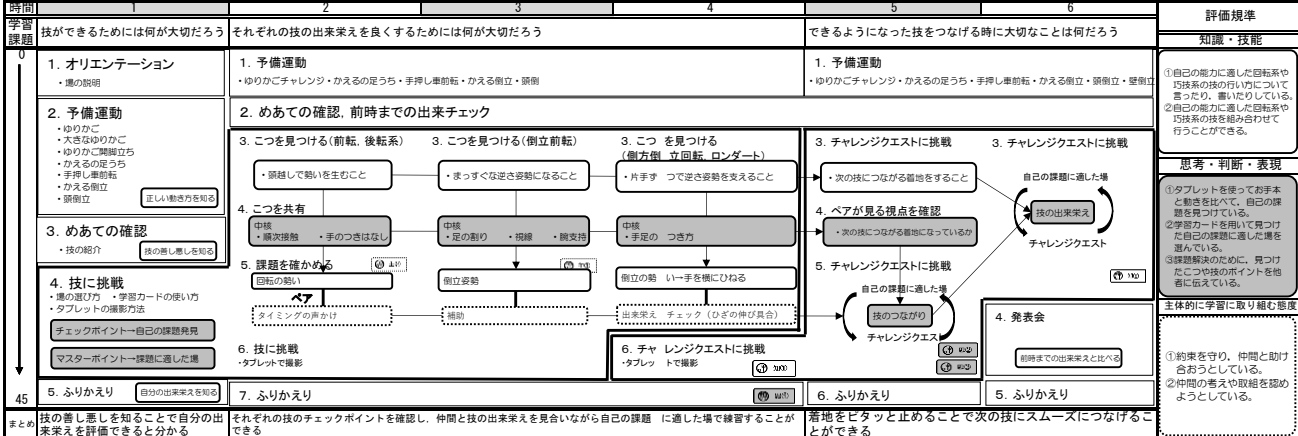 時間 1 2 3 4 5 6
評価規準
学習課題
技ができるためには何が大切だろう
それぞれの技の出来栄えを良くするためには何が大切だろう
できるようになった技をつなげる時に大切なことは何だろう
知識・技能
0
1. オリエンテーション
・場の説明
2. 予備運動
・ゆりかご
・大きなゆりかご
・ゆりかご開脚立ち
・かえるの足うち
・手押し車前転
・かえる倒立
・頭倒立
正しい動き方を知る
3. めあての確認
・技の紹介
技の善し悪しを知る
4. 技に挑戦
・場の選び方 ・学習カードの使い方
・タブレットの撮影方法
チェックポイント→自己の課題発見
マスターポイント→課題に適した場
5. ふりかえり
自分の出来栄えを知る
45
1. 予備運動
・ゆりかごチャレンジ・かえるの足うち・手押し車前転・かえる倒立・頭倒
1. 予備運動
・ゆりかごチャレンジ・かえるの足うち・手押し車前転・かえる倒立・頭倒立・壁倒立
2. めあての確認, 前時までの出来チェック
3. こつを見つける(前転, 後転系)
・頭越しで勢いを生むこと
4. こつを共有
中核
・順次接触 ・手のつきはなし
5. 課題を確かめる
回転の勢い
ペア
タイミングの声かけ
6. 技に挑戦
・タブレットで撮影
3. こつを見つける(倒立前転)
・まっすぐな逆さ姿勢になること
中核
・足の割り ・視線 ・腕支持
倒立姿勢
補助
3. こつ を見つける
(側方倒 立回転, ロンダート)
・片手ず つで逆さ姿勢を支えること
中核
・手足の つき方
倒立の勢 い→手を横にひねる
出来栄え チェック(ひざの伸び具合)
6. チャ レンジクエストに挑戦
・タブレッ トで撮影
7. ふりかえり
3. チャレンジクエストに挑戦
・次の技につながる着地をすること
4. ペアが見る視点を確認
・次の技につながる着地になっているか
5. チャレンジクエストに挑戦
自己の課題に適した場
技のつながり
チャレンジクエスト
6. ふりかえり
3. チャレンジクエストに挑戦
自己の課題に適した場
技の出来栄え
チャレンジクエスト
4. 発表会
前時までの出来栄えと比べる
5. ふりかえり
①自己の能力に適した回転系や
巧技系の技の行い方について
言ったり, 書いたりしている。
②自己の能力に適した回転系や
巧技系の技を組み合わせて
行うことができる。
思考・判断・表現
①タブレットを使ってお手本
と動きを比べて, 自己の課
題を見つけている。
②学習カードを用いて見つけ
た自己の課題に適した場を
選んでいる。
③課題解決のために, 見つけ
たこつや技のポイントを他
者に伝えている。
主体的に学習に取り組む態度
①約束を守り, 仲間と助け
合おうとしている。
②仲間の考えや取組を認め
ようとしている。
まとめ
技の善し悪しを知ることで自分の出
来栄えを評価できると分かる
それぞれの技のチェックポイントを確認し, 仲間と技の出来栄えを見合いながら自己の課題 に適した場で練習することが
できる
着地をピタッと止めることで次の技にスムーズにつなげるこ
とができる